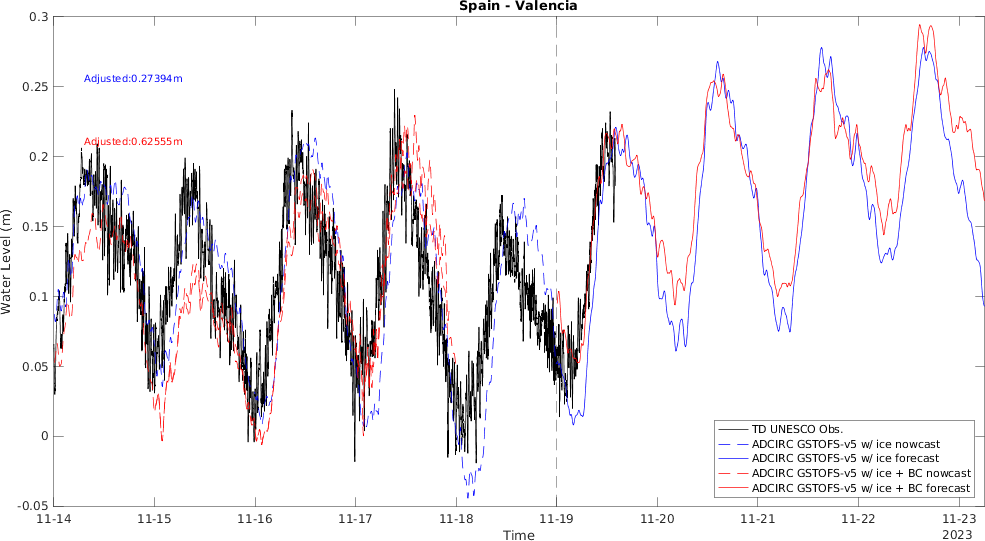 Spain - Valencia
0.3
0.25
0.2
0.15
0.1
0.05
0
-0.05
Water Level (m)
Adjusted:0.27394m
Adjusted:0.62555m
TD UNESCO Obs.
ADCIRC GSTOFS-v5 w/ ice nowcast
ADCIRC GSTOFS-v5 w/ ice forecast
ADCIRC GSTOFS-v5 w/ ice + BC nowcast
ADCIRC GSTOFS-v5 w/ ice + BC forecast
11-14 11-15 11-16 11-17 11-18 11-19 11-20 11-21 11-22 11-23
Time
2023